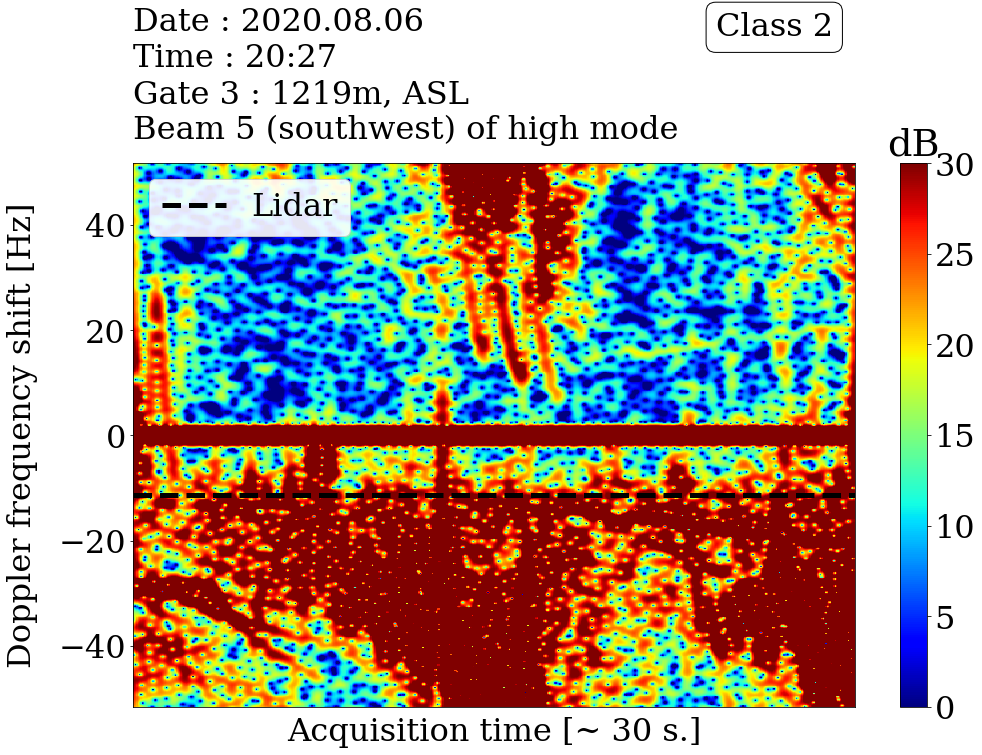 Date : 2020.08.06
Time : 20:27
Gate 3 : 1219m, ASL
Beam 5 (southwest) of high mode
Class 2
dB
Lidar
Doppler frequency shift [Hz]
40
20
0
−20
−40
30
25
20
15
10
5
0
Acquisition time [~ 30 s.]